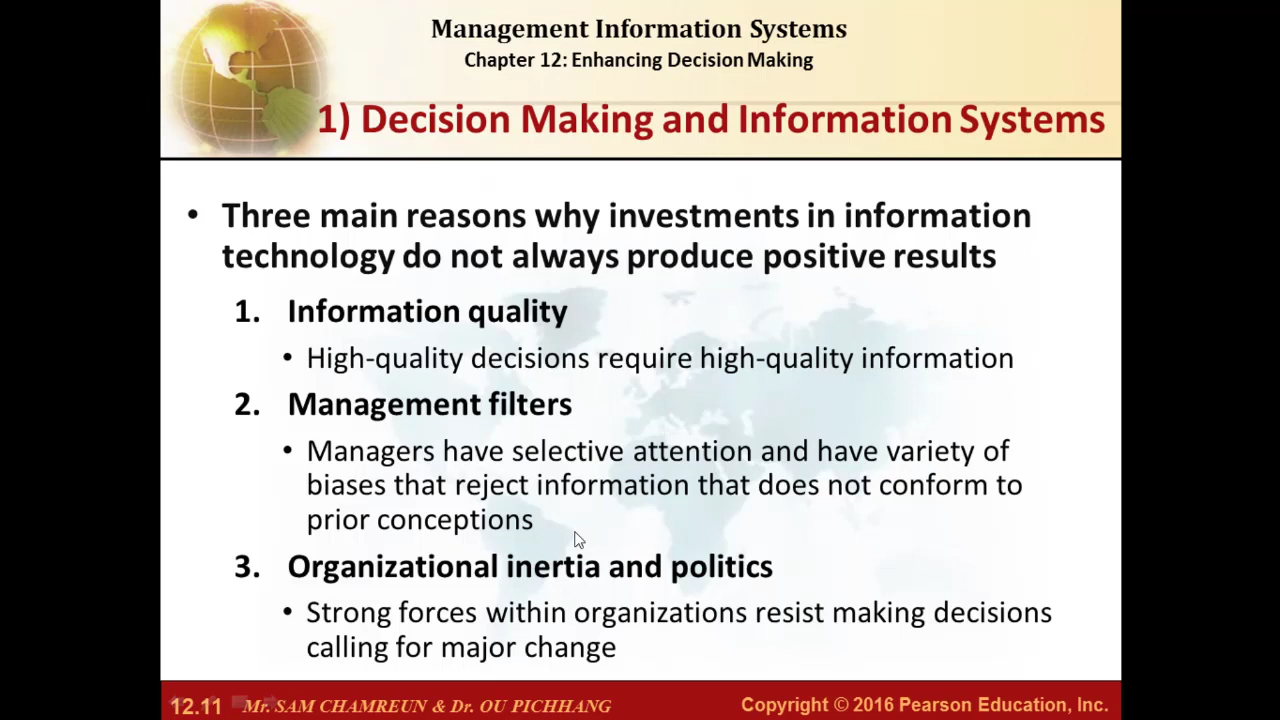 Management Information Systems
Chapter 12: Enhancing Decision Making
1) Decision Making and Information Systems
• Three main reasons why investments in information
technology do not always produce positive results
1. Information quality
• High-quality decisions require high-quality information
2. Management filters
• Managers have selective attention and have variety of
biases that reject information that does not conform to
prior conceptions
3. Organizational inertia and politics
• Strong forces within organizations resist making decisions
calling for major change
12.11 Mr. SAM CHAMREUN & Dr. OU PICHHANG Copyright © 2016 Pearson Education, Inc.